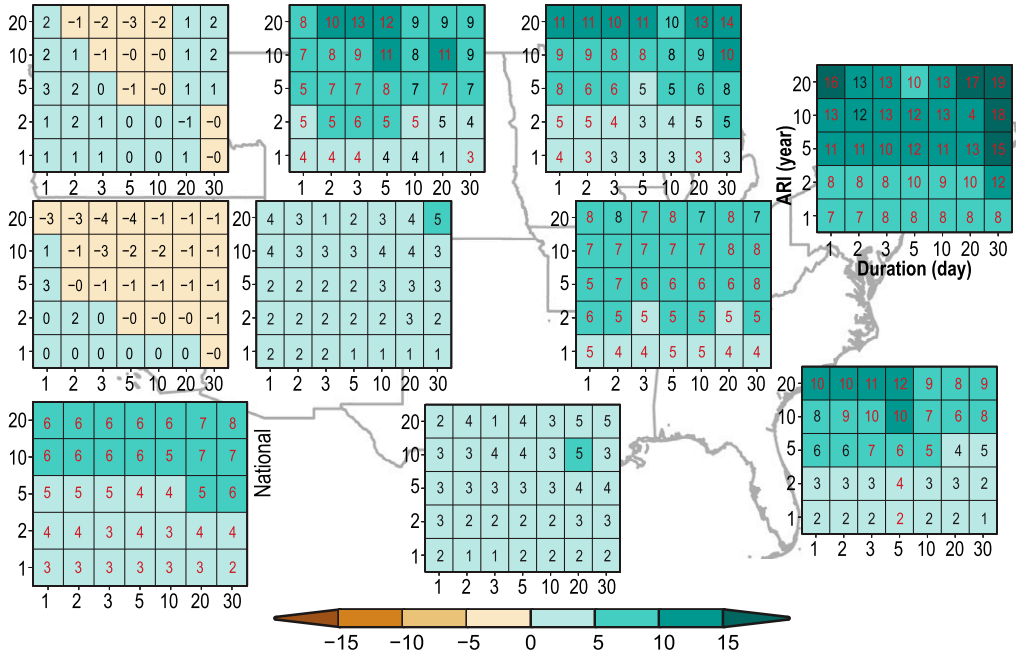 20 2 −1 −2 −3 −2 1 2
10 2 1 −1 −0 −0 1 2
5 3 2 0 −1 −0 1 1
2 1 2 1 0 0 −1 −0
1 1 1 1 0 0 1 −0
1 2 3 5 10 20 30
20 8 10 13 12 9 9 9
10 7 8 9 11 8 11 9
5 5 7 7 8 7 7 7
2 5 5 6 5 5 5 4
1 4 4 4 4 4 1 3
1 2 3 5 10 20 30
20 11 11 10 11 10 13 14
10 9 9 8 8 8 9 10
5 8 6 6 5 5 6 8
2 5 5 4 3 4 5 5
1 4 3 3 3 3 3 3
1 2 3 5 10 20 30
ARI (year)
20 16 13 13 10 13 17 19
10 13 12 13 12 13 4 18
5 11 11 10 12 11 13 15
2 8 8 8 10 9 10 12
1 7 7 8 8 8 8 8
1 2 3 5 10 20 30
Duration (day)
20 −3 −3 −4 −4 −1 −1 −1
10 1 −1 −3 −2 −2 −1 −1
5 3 −0 −1 −1 −1 −1 −1
2 0 2 0 −0 −0 −0 −1
1 0 0 0 0 0 0 −0
1 2 3 5 10 20 30
20 4 3 1 2 3 4 5
10 4 3 3 3 4 4 3
5 2 2 2 2 3 3 3
2 2 2 2 2 2 3 2
1 2 2 2 1 1 1 1
1 2 3 5 10 20 30
20 8 8 7 8 7 8 7
10 7 7 7 7 7 8 8
5 5 7 6 6 6 6 8
2 6 5 5 5 5 5 5
1 5 4 4 5 5 4 4
1 2 3 5 10 20 30
20 10 10 11 12 9 8 9
10 8 9 10 10 7 6 8
5 6 6 7 6 5 4 5
2 3 3 3 4 3 3 2
1 2 2 2 2 2 2 1
1 2 3 5 10 20 30
20 6 6 6 6 6 7 8
10 6 6 6 6 5 7 7
5 5 5 5 4 4 5 6
2 4 4 3 4 3 4 4
1 3 3 3 3 3 3 2
1 2 3 5 10 20 30
National
20 2 4 1 4 3 5 5
10 3 3 4 4 3 5 3
5 3 3 3 3 3 4 4
2 3 2 2 2 2 3 3
1 2 1 1 2 2 2 2
1 2 3 5 10 20 30
−15 −10 −5 0 5 10 15